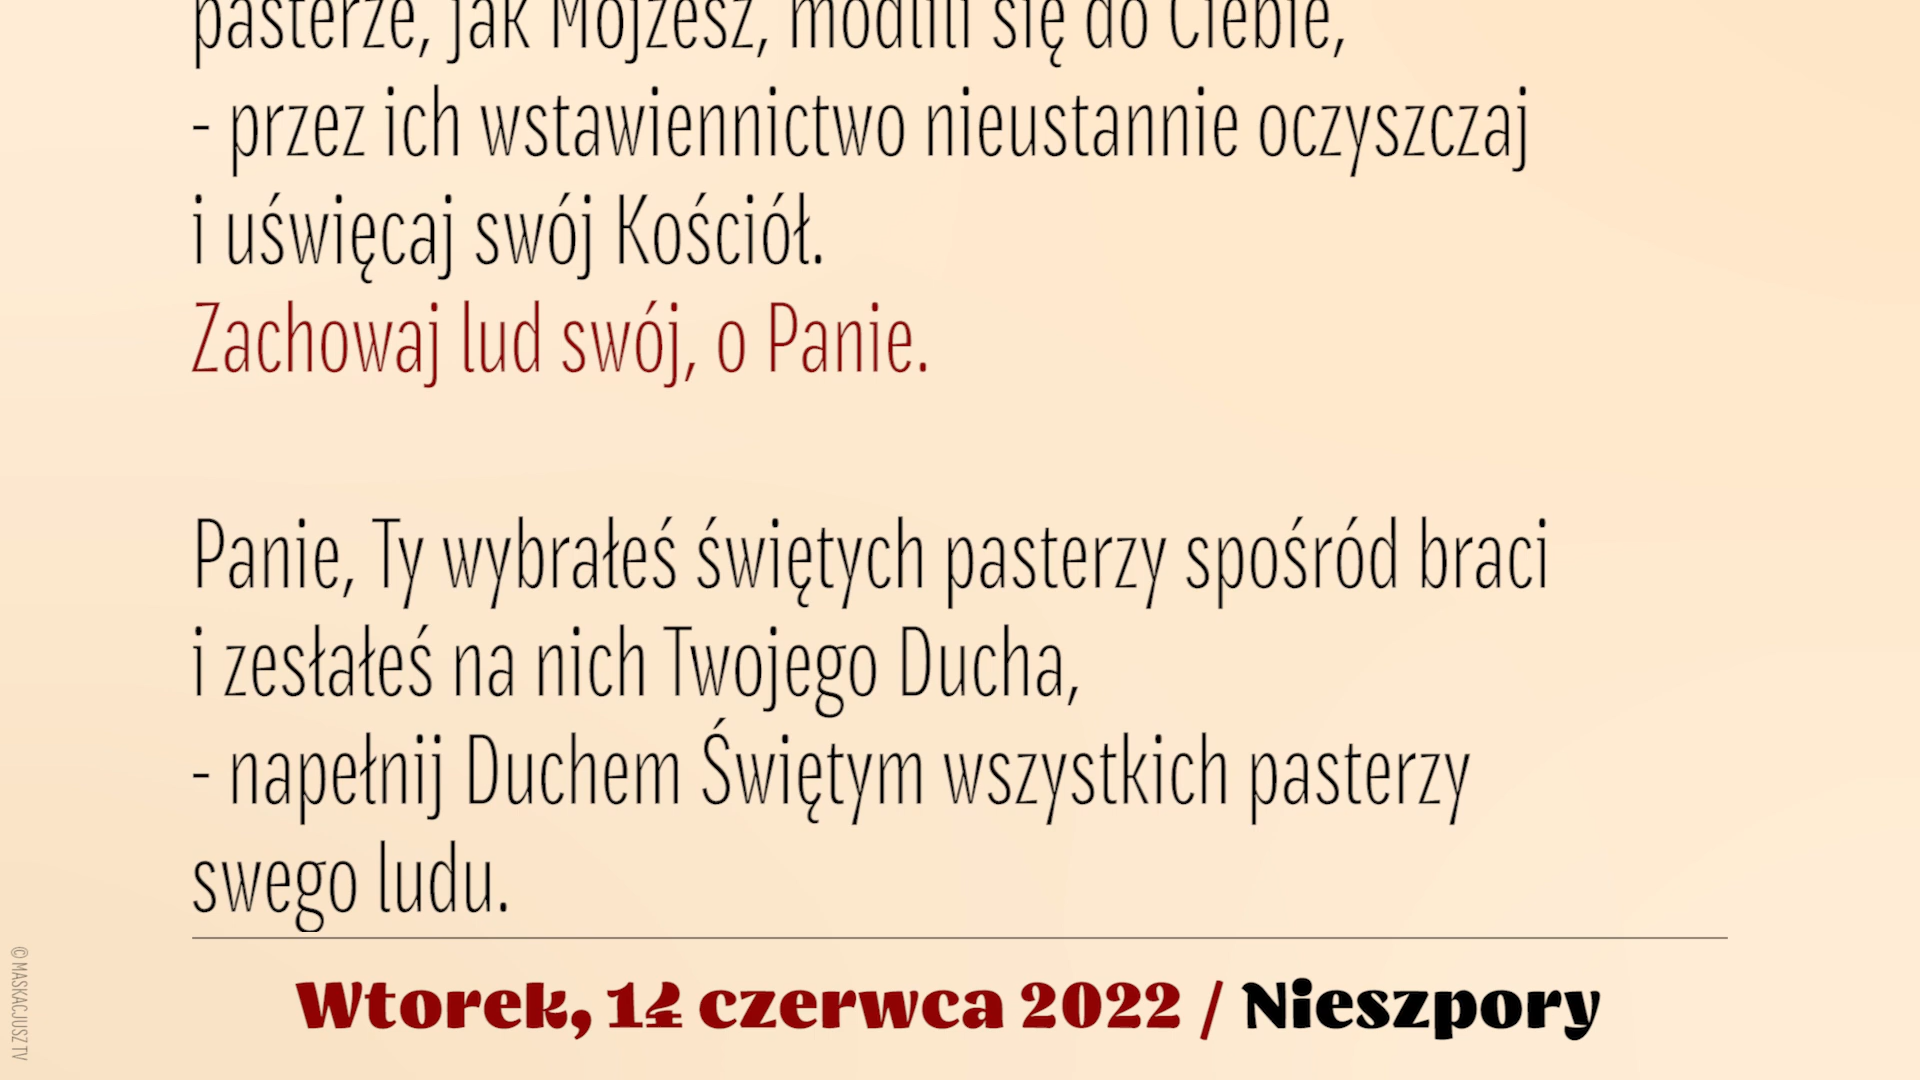 pasterze, jak Mojżesz, modlili się do Ciebie,
- przez ich wstawiennictwo nieustannie oczyszczaj
i uświęcaj swój Kościół.
Zachowaj lud swój, o Panie.
Panie, Ty wybrałeś świętych pasterzy spośród braci
i zesłałeś na nich Twojego Ducha,
- napełnij Duchem Świętym wszystkich pasterzy
swego ludu.
Wtorek, 14 czerwca 2022 / Nieszpory
© MASKACJUSZ TV